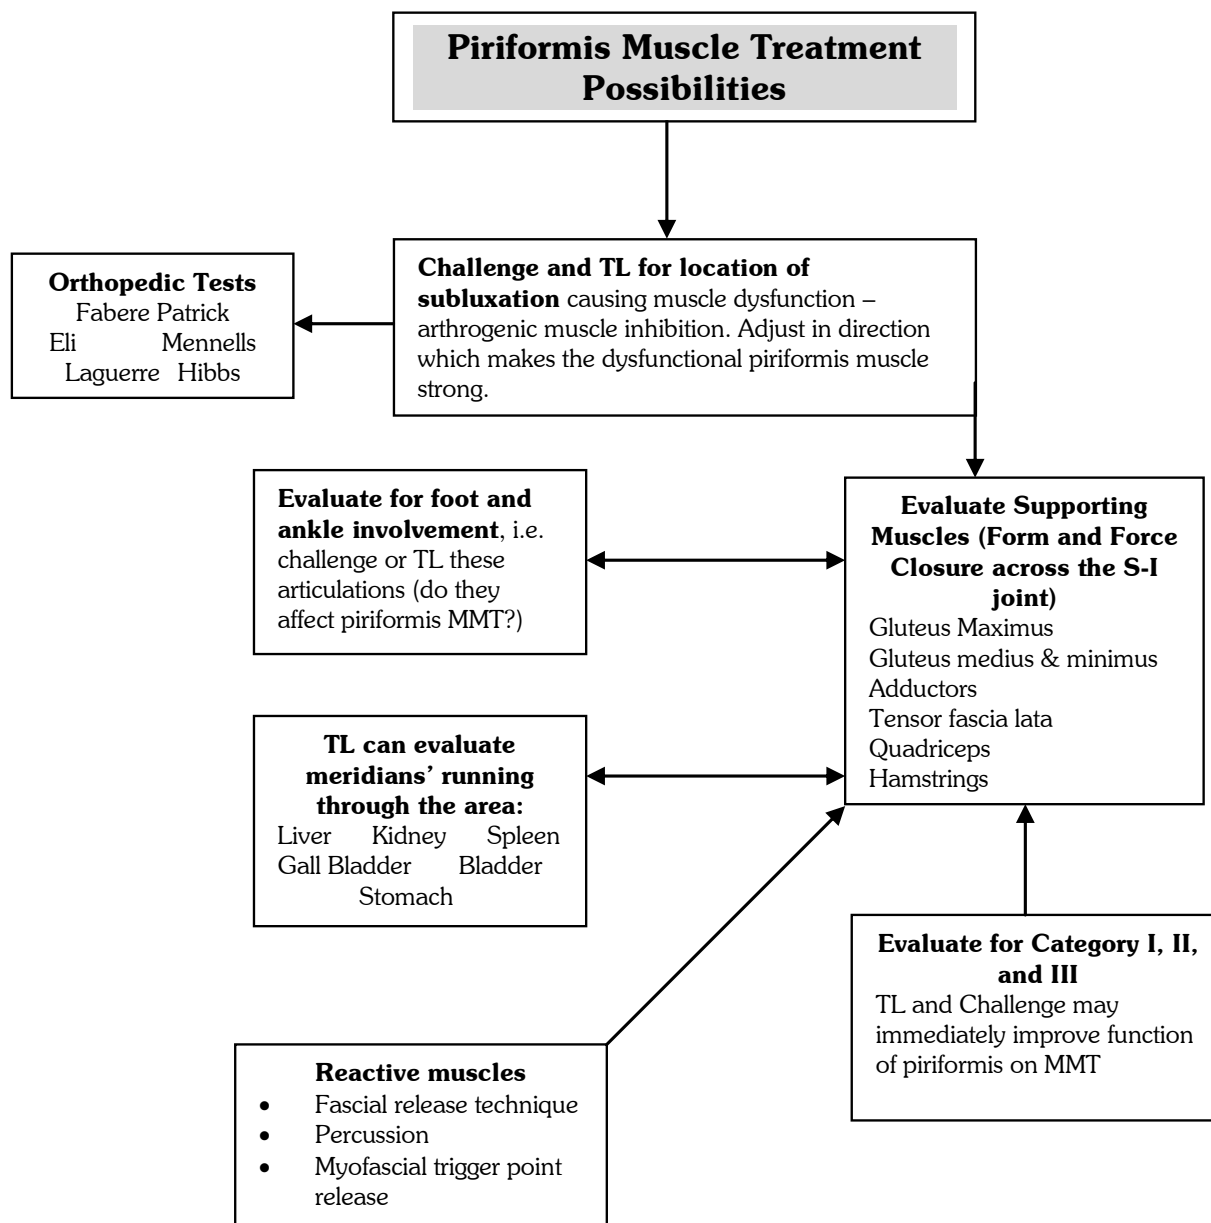 Piriformis Muscle Treatment
Possibilities
Orthopedic Tests
Fabere Patrick
Eli Mennells
Laguerre Hibbs
Challenge and TL for location of
subluxation causing muscle dysfunction –
arthrogenic muscle inhibition. Adjust in direction
which makes the dysfunctional piriformis muscle
strong.
Evaluate for foot and
ankle involvement, i.e.
challenge or TL these
articulations (do they
affect piriformis MMT?)
Evaluate Supporting
Muscles (Form and Force
Closure across the S-I
joint)
Gluteus Maximus
Gluteus medius & minimus
Adductors
Tensor fascia lata
Quadriceps
Hamstrings
TL can evaluate
meridians’ running
through the area:
Liver Kidney Spleen
Gall Bladder Bladder
Stomach
Evaluate for Category I, II,
and III
TL and Challenge may
immediately improve function
of piriformis on MMT
Reactive muscles
• Fascial release technique
• Percussion
• Myofascial trigger point
release